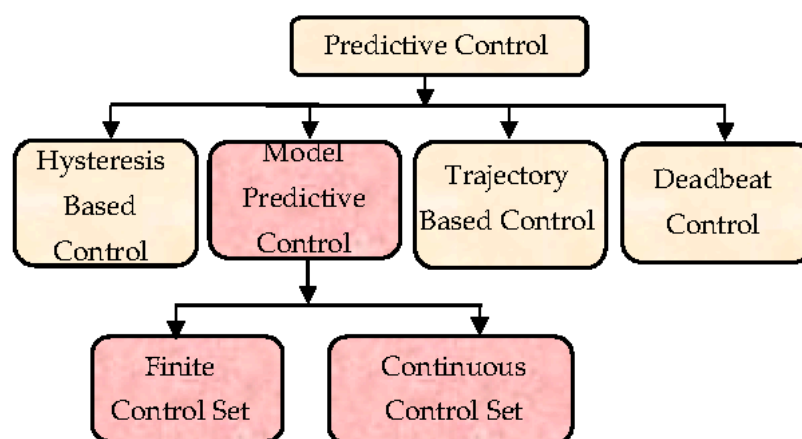 Predictive Control
Hysteresis
Based
Control
Model
Predictive
Control
Trajectory
Based Control
Deadbeat
Control
Finite
Control Set
Continuous
Control Set